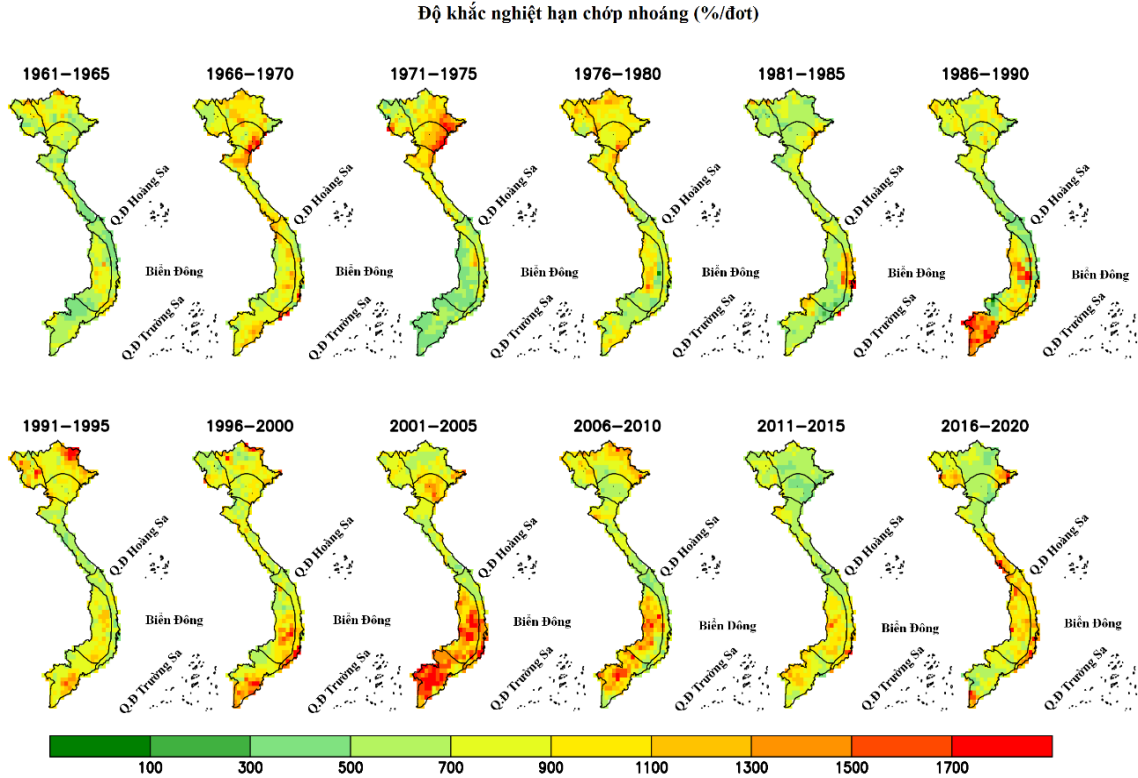 Độ khắc nghiệt hạn chớp nhoáng (%/đơt)
1961-1965
1966-1970
1971-1975
1976-1980
1981-1985
1986-1990
Q.Đ Hoàng Sa
Q.Đ Hoàng Sa
Q.Đ Hoàng Sa
Q.Đ Hoàng Sa
Q.Đ Hoàng Sa
Q.Đ Hoàng Sa
Biển Đông
Biển Đông
Biển Đông
Biển Đông
Biển Đông
Biển Đông
Q.Đ Trường Sa
Q.Đ Trường Sa
Q.Đ Trường Sa
Q.Đ Trường Sa
Q.Đ Trường Sa
Q.Đ Trường Sa
1991-1995
1996-2000
2001-2005
2006-2010
2011-2015
2016-2020
Q.Đ Hoàng Sa
Q.Đ Hoàng Sa
Q.Đ Hoàng Sa
Q.Đ Hoàng Sa
Q.Đ Hoàng Sa
Q.Đ Hoàng Sa
Biển Đông
Biển Đông
Biển Đông
Biển Dông
Biển Đông
Biển Đông
Q.Đ Trường Sa
Q.Đ Trường Sa
Q.Đ Trường Sa
Q.Đ Trường Sa
Q.Đ Trường Sa
Q.Đ Trường Sa
100 300 500 700 900 1100 1300 1500 1700